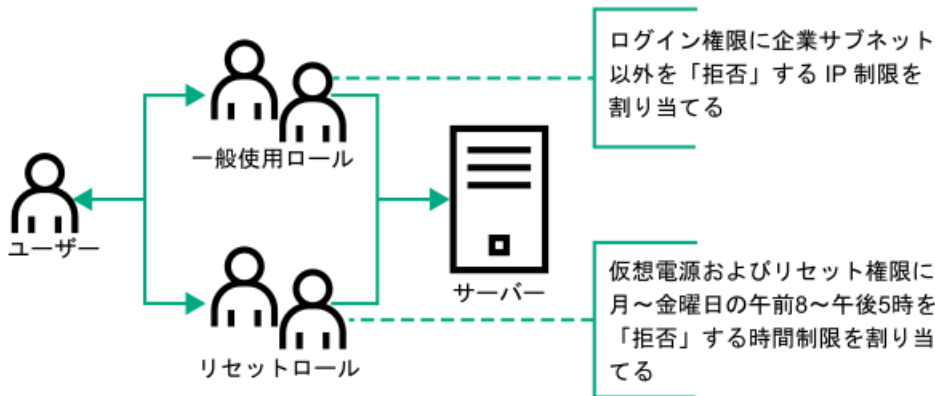 ログイン権限に企業サブネット
以外を「拒否」する IP 制限を
割り当てる
一般使用ロール
ユーザー
サーバー
仮想電源およびリセット権限に
月～金曜日の午前8～午後5時を
「拒否」する時間制限を割り当
てる
リセットロール